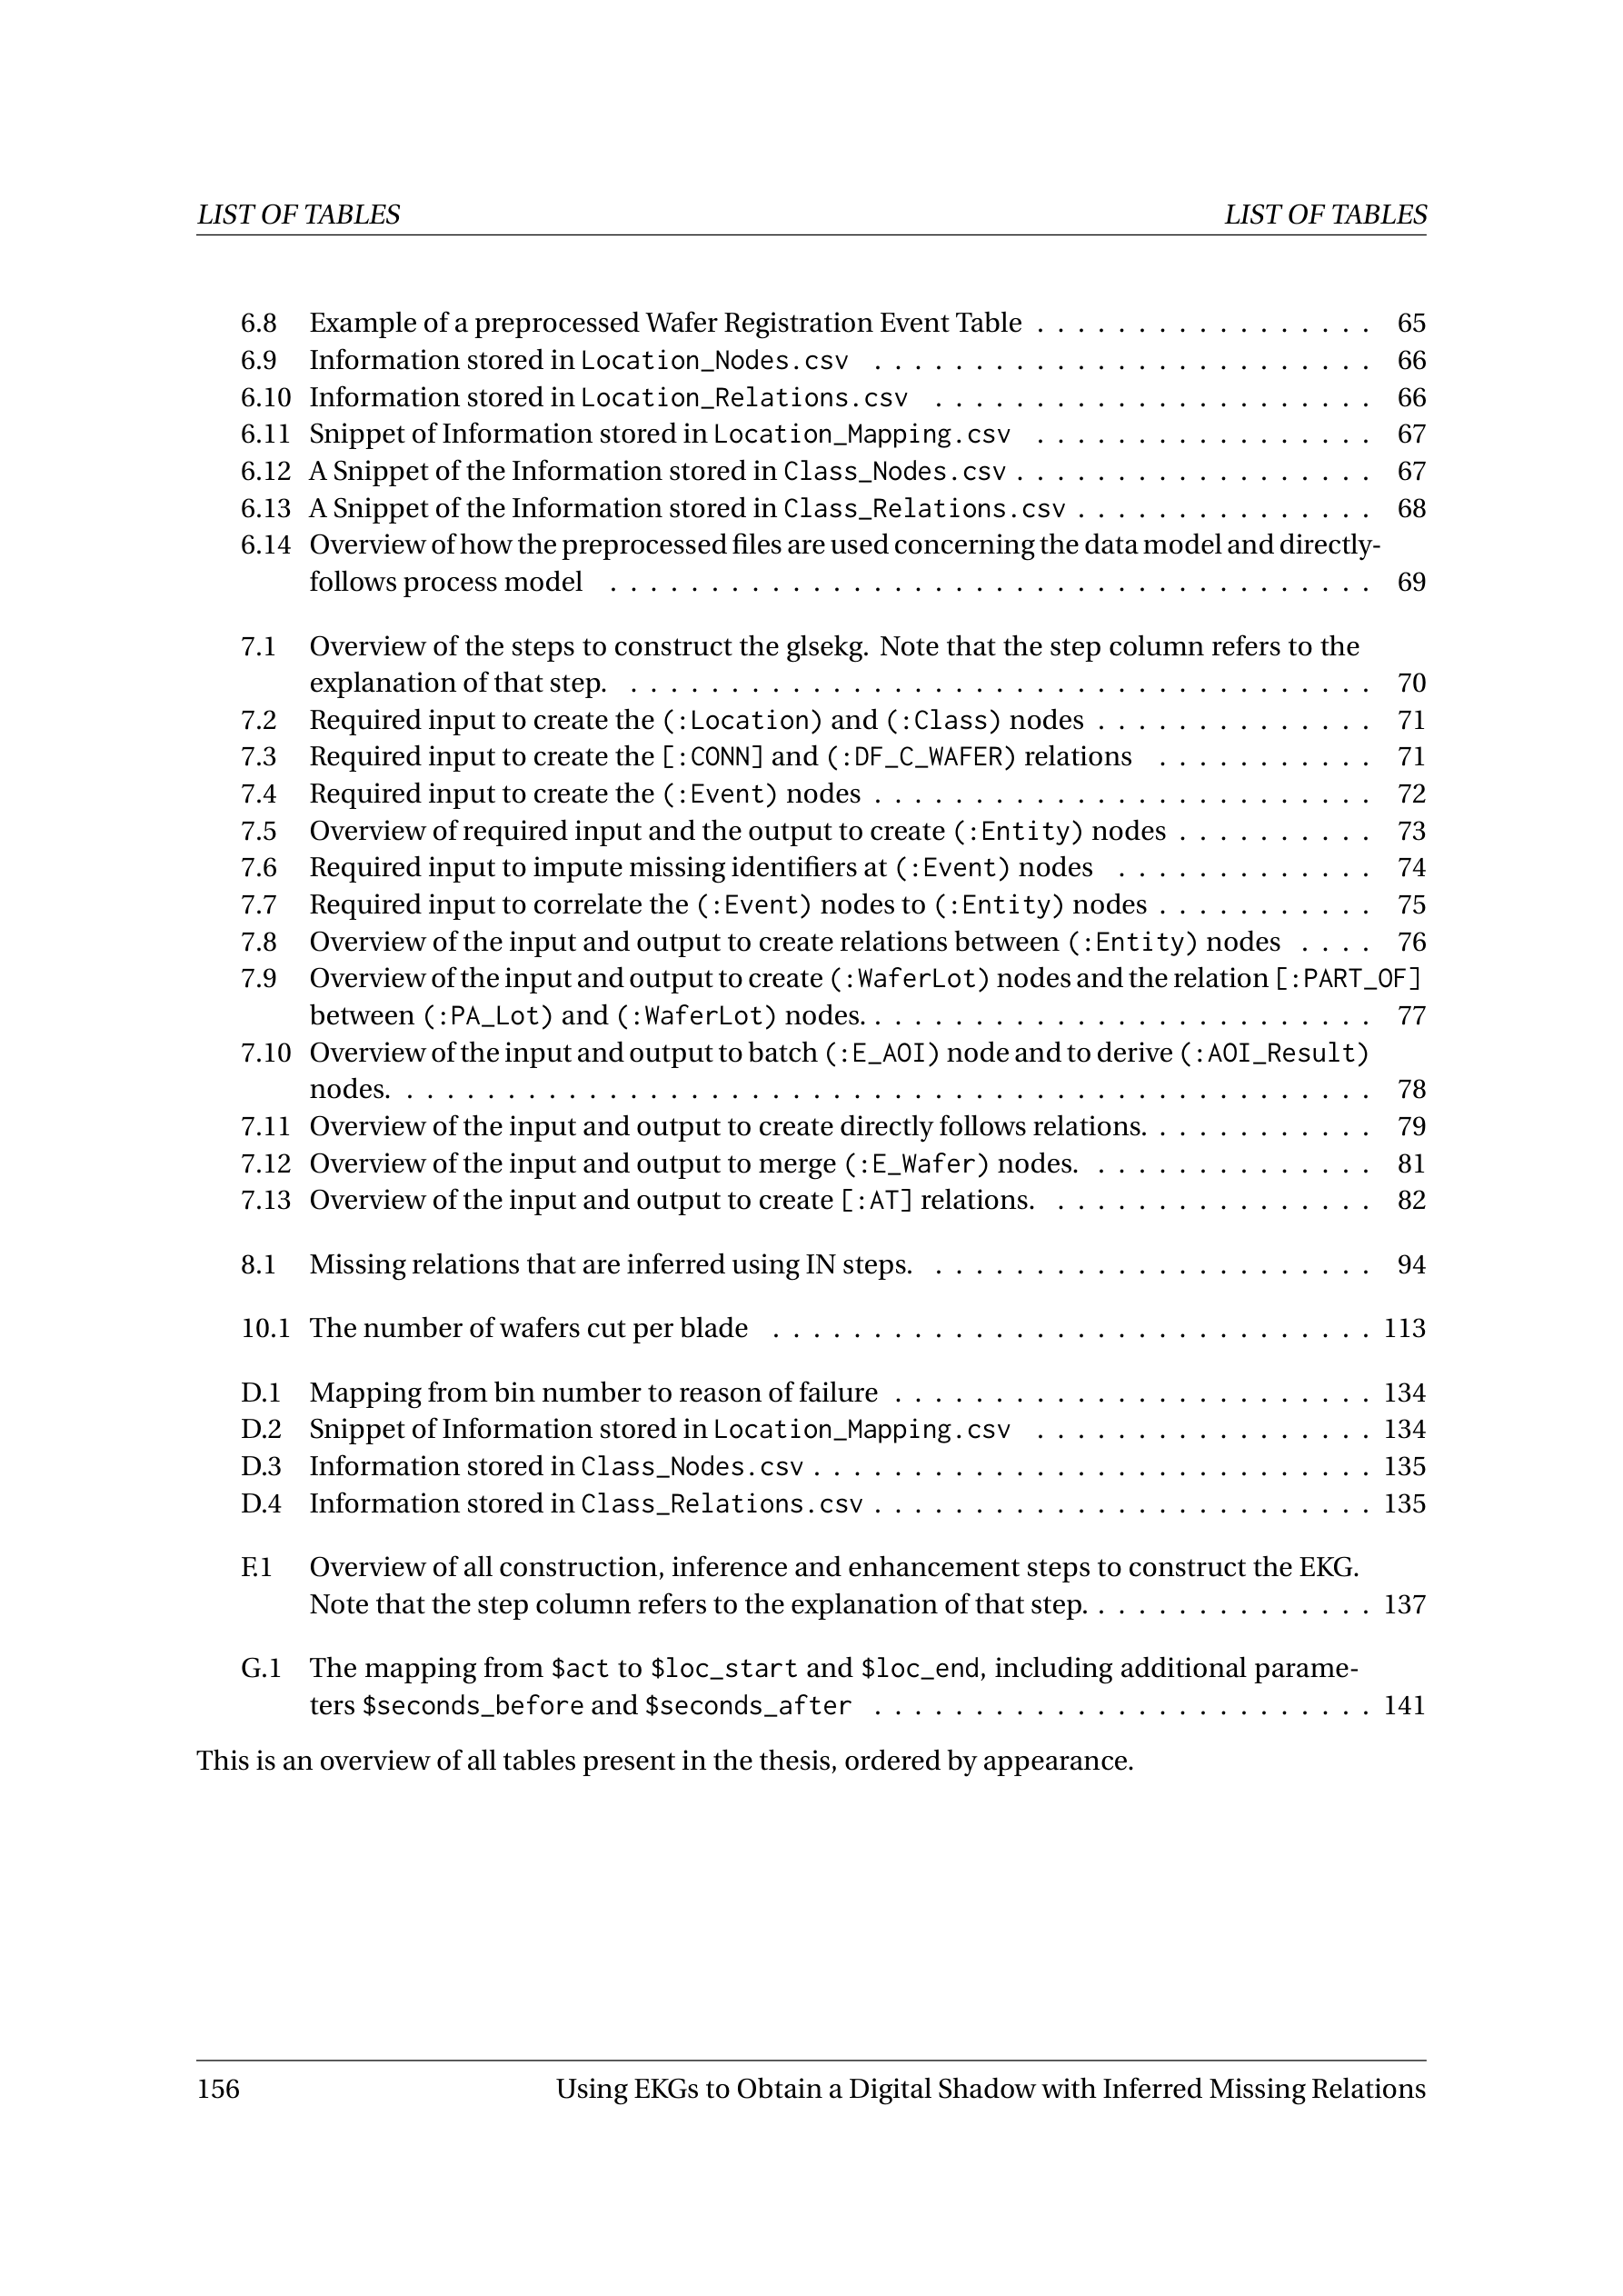 LIST OF TABLES LIST OF TABLES
6.8 Example of a preprocessed Wafer Registration Event Table . . . . . . . . . . . . . . . . . 65
6.9 Information stored in Location_Nodes.csv . . . . . . . . . . . . . . . . . . . . . . . . . 66
6.10 Information stored in Location_Relations.csv . . . . . . . . . . . . . . . . . . . . . . 66
6.11 Snippet of Information stored in Location_Mapping.csv . . . . . . . . . . . . . . . . . 67
6.12 A Snippet of the Information stored in Class_Nodes.csv . . . . . . . . . . . . . . . . . . 67
6.13 A Snippet of the Information stored in Class_Relations.csv . . . . . . . . . . . . . . . 68
6.14 Overview of how the preprocessed files are used concerning the data model and directly-
follows process model . . . . . . . . . . . . . . . . . . . . . . . . . . . . . . . . . . . . . . 69
7.1 Overview of the steps to construct the glsekg. Note that the step column refers to the
explanation of that step. . . . . . . . . . . . . . . . . . . . . . . . . . . . . . . . . . . . . . 70
7.2 Required input to create the (:Location) and (:Class) nodes . . . . . . . . . . . . . . 71
7.3 Required input to create the [:CONN] and (:DF_C_WAFER) relations . . . . . . . . . . . 71
7.4 Required input to create the (:Event) nodes . . . . . . . . . . . . . . . . . . . . . . . . . 72
7.5 Overview of required input and the output to create (:Entity) nodes . . . . . . . . . . 73
7.6 Required input to impute missing identifiers at (:Event) nodes . . . . . . . . . . . . . 74
7.7 Required input to correlate the (:Event) nodes to (:Entity) nodes . . . . . . . . . . . 75
7.8 Overview of the input and output to create relations between (:Entity) nodes . . . . 76
7.9 Overview of the input and output to create (:WaferLot) nodes and the relation [:PART_OF]
between (:PA_Lot) and (:WaferLot) nodes. . . . . . . . . . . . . . . . . . . . . . . . . . 77
7.10 Overview of the input and output to batch (:E_AOI) node and to derive (:AOI_Result)
nodes. . . . . . . . . . . . . . . . . . . . . . . . . . . . . . . . . . . . . . . . . . . . . . . . . 78
7.11 Overview of the input and output to create directly follows relations. . . . . . . . . . . . 79
7.12 Overview of the input and output to merge (:E_Wafer) nodes. . . . . . . . . . . . . . . 81
7.13 Overview of the input and output to create [:AT] relations. . . . . . . . . . . . . . . . . 82
8.1 Missing relations that are inferred using IN steps. . . . . . . . . . . . . . . . . . . . . . . 94
10.1 The number of wafers cut per blade . . . . . . . . . . . . . . . . . . . . . . . . . . . . . . 113
D.1 Mapping from bin number to reason of failure . . . . . . . . . . . . . . . . . . . . . . . . 134
D.2 Snippet of Information stored in Location_Mapping.csv . . . . . . . . . . . . . . . . . 134
D.3 Information stored in Class_Nodes.csv . . . . . . . . . . . . . . . . . . . . . . . . . . . . 135
D.4 Information stored in Class_Relations.csv . . . . . . . . . . . . . . . . . . . . . . . . . 135
F.1 Overview of all construction, inference and enhancement steps to construct the EKG.
Note that the step column refers to the explanation of that step. . . . . . . . . . . . . . . 137
G.1 The mapping from $act to $loc_start and $loc_end, including additional parame-
ters $seconds_before and $seconds_after . . . . . . . . . . . . . . . . . . . . . . . . . 141
This is an overview of all tables present in the thesis, ordered by appearance.
156 Using EKGs to Obtain a Digital Shadow with Inferred Missing Relations